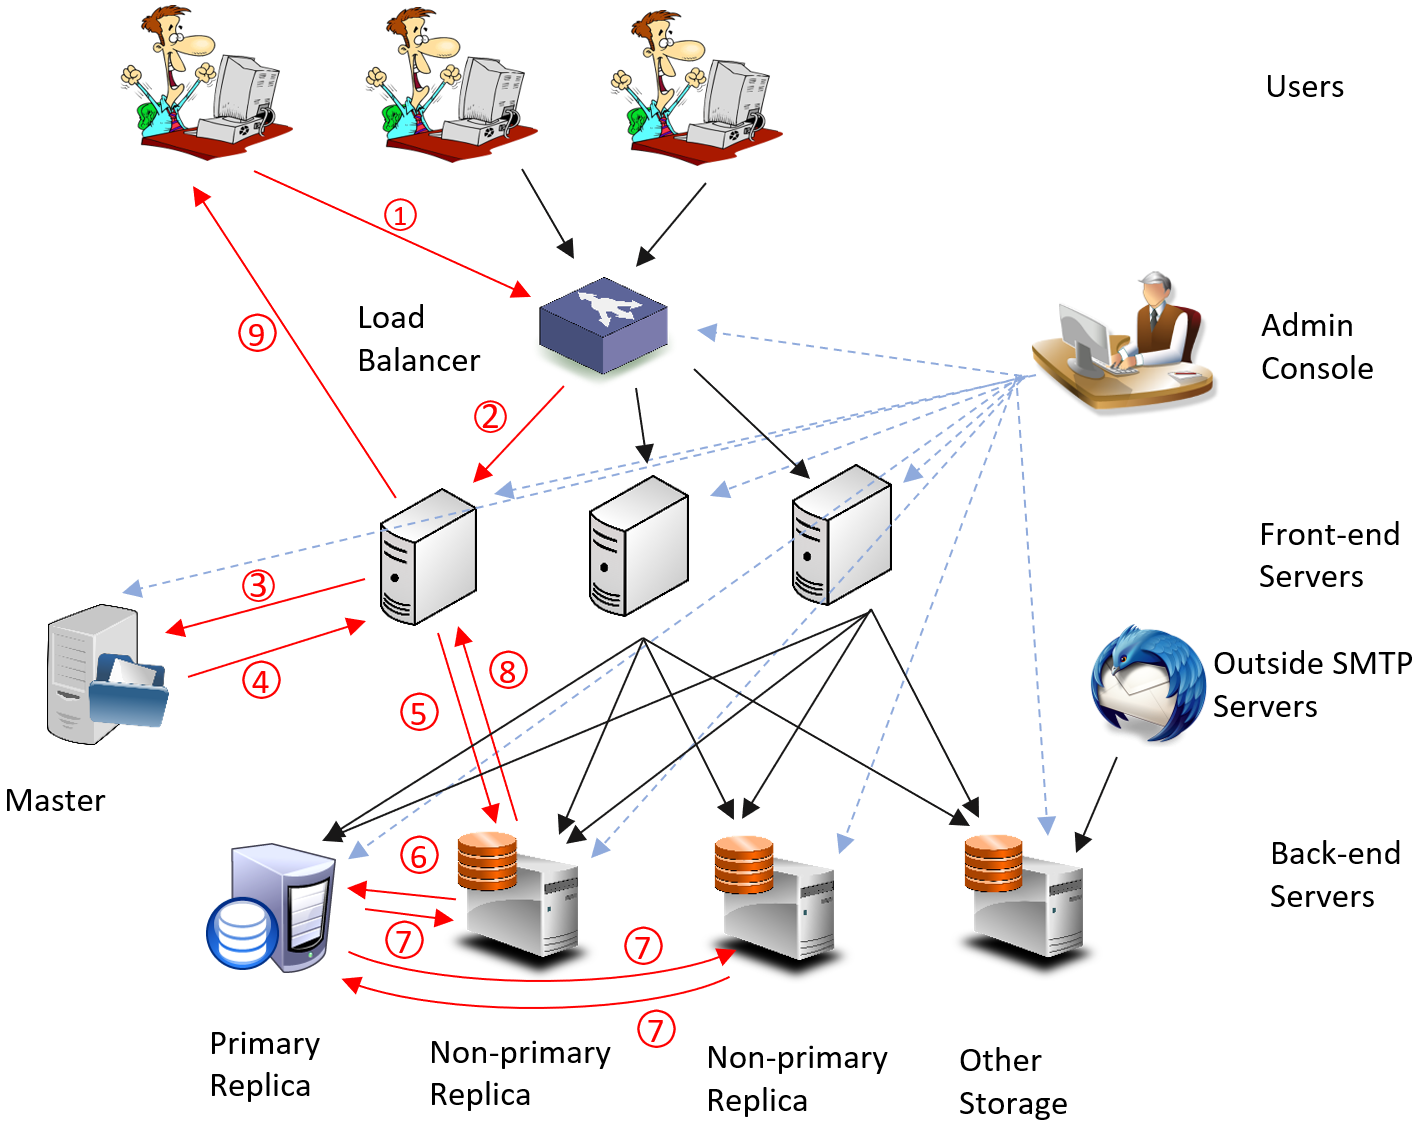 Users
①
Load
Balancer
⑨
Admin
Console
②
Front-end
Servers
③
④
⑧
⑤
Outside SMTP
Servers
Master
⑥
Back-end
Servers
⑦
⑦
⑦
Primary
Replica
Non-primary
Replica
Non-primary
Replica
Other
Storage